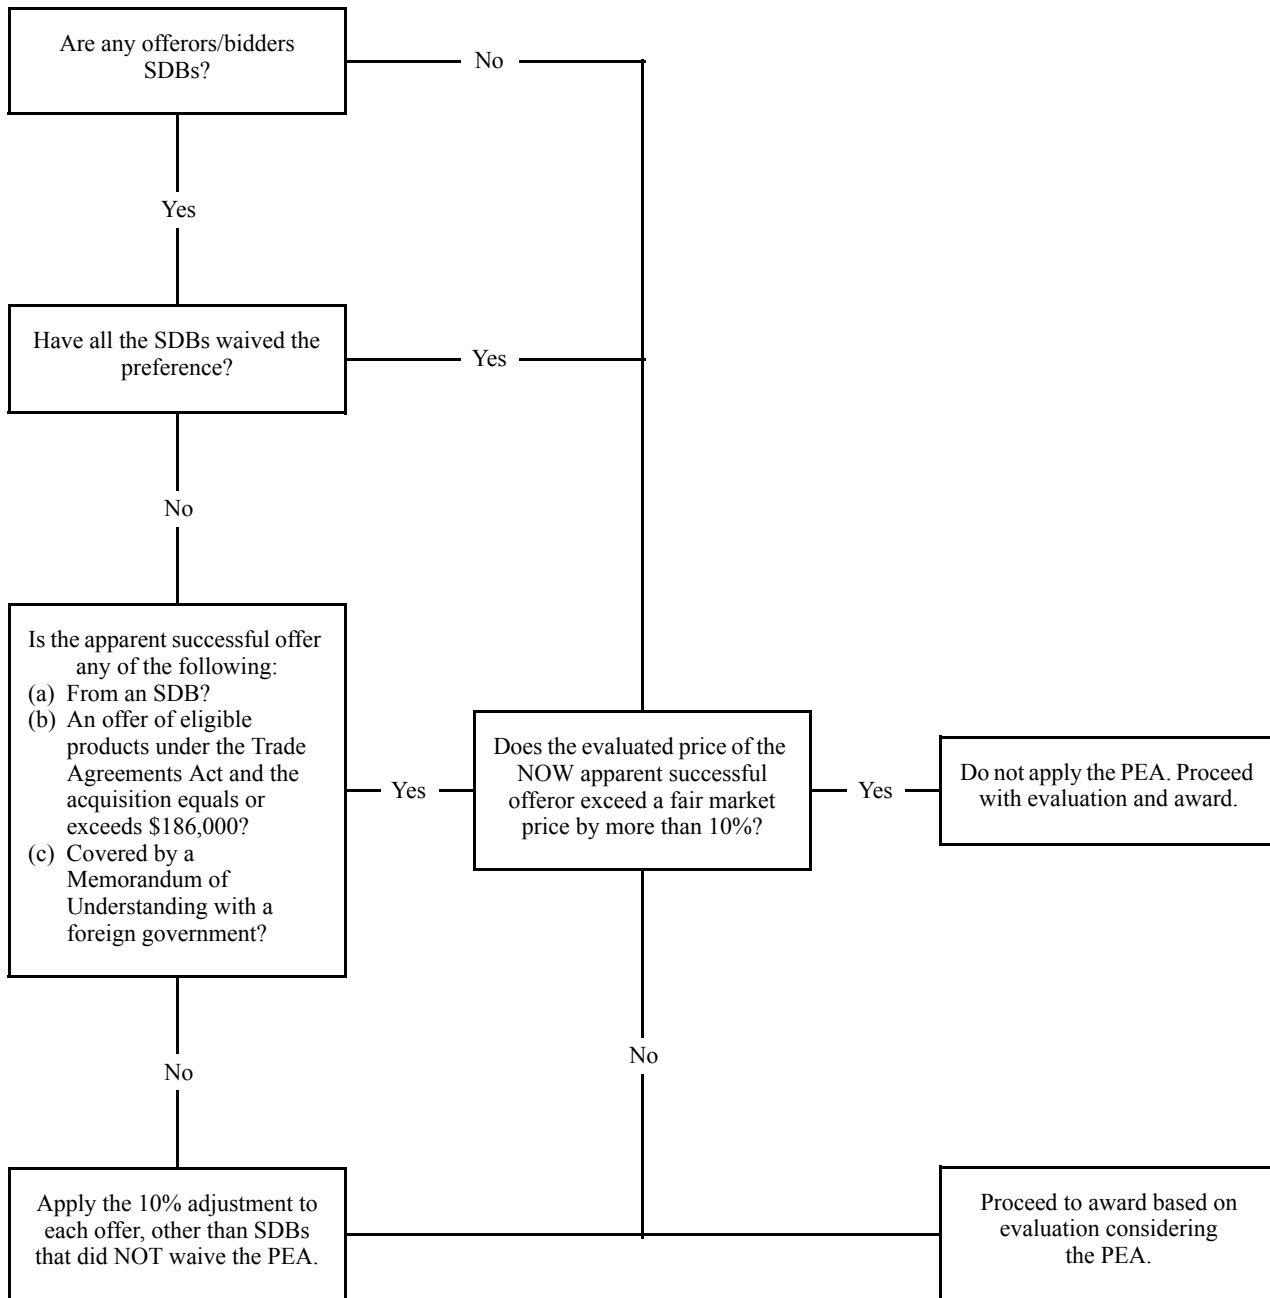 Are any offerors/bidders
SDBs?
No
Yes
Have all the SDBs waived the
preference?
Yes
No
Is the apparent successful offer
any of the following:
(a) From an SDB?
(b) An offer of eligible
products under the Trade
Agreements Act and the
acquisition equals or
exceeds $186,000?
(c) Covered by a
Memorandum of
Understanding with a
foreign government?
Yes
Does the evaluated price of the
NOW apparent successful
offeror exceed a fair market
price by more than 10%?
Yes
Do not apply the PEA. Proceed
with evaluation and award.
No
No
Apply the 10% adjustment to
each offer, other than SDBs
that did NOT waive the PEA.
Proceed to award based on
evaluation considering
the PEA.